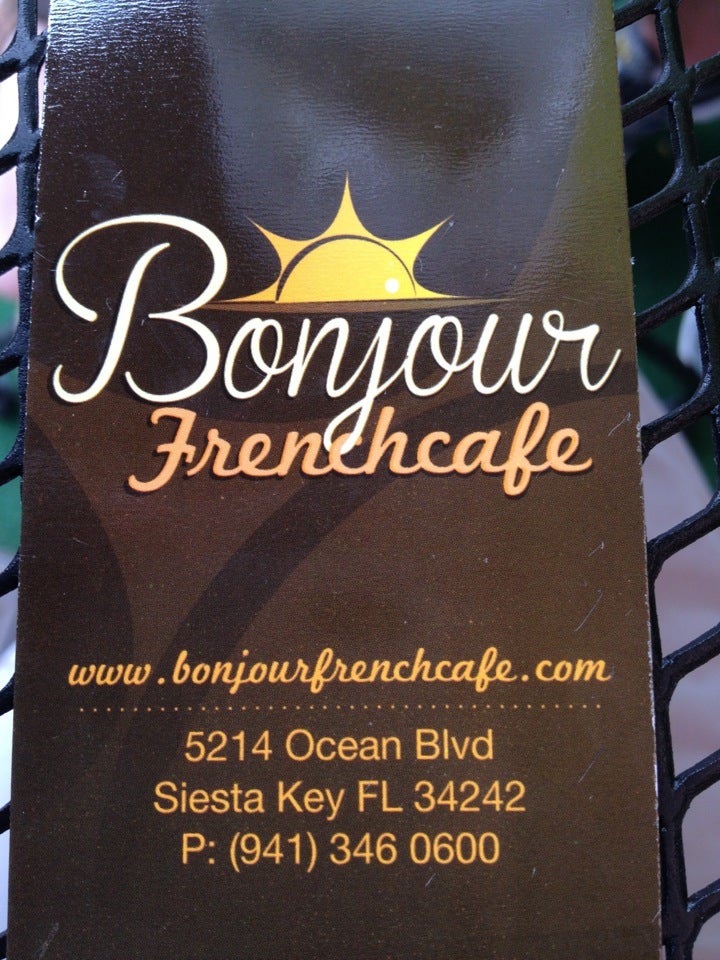 Bonjour
Frenchcafe
www.bonjourfrenchcafe.com
5214 Ocean Blvd
Siesta Key FL 34242
P: (941) 346 0600